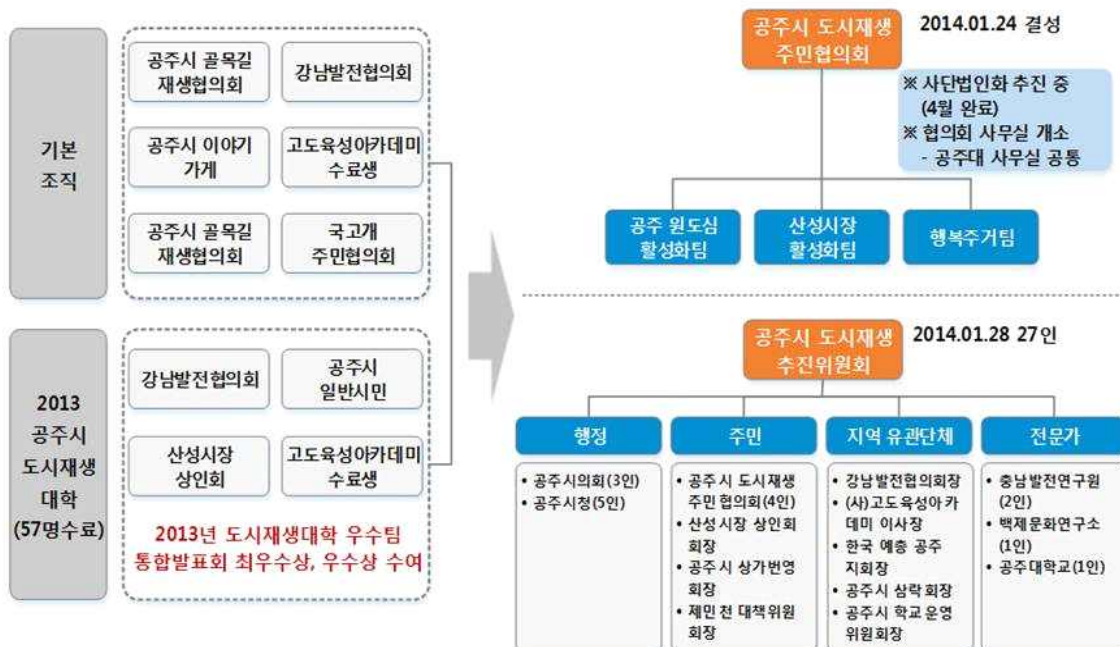 기본
조직
공주시 골목길
재생협의회
강남발전협의회
공주시 이야기
가게
고도육성아카데미
수료생
공주시 골목길
재생협의회
국고개
주민협의회
2013
공주시
도시재생
대학
(57명수료)
강남발전협의회
공주시
일반시민
산성시장
상인회
고도육성아카데미
수료생
2013년 도시재생대학 우수팀
통합발표회 최우수상, 우수상 수여
공주시 도시재생
주민협의회
2014.01.24 결성
※ 사단법인화 추진 중
(4월 완료)
※ 협의회 사무실 개소
- 공주대 사무실 공통
공주 원도심
활성화팀
산성시장
활성화팀
행복주거팀
공주시 도시재생
추진위원회
2014.01.28 27인
행정
• 공주시의회(3인)
• 공주시청(5인)
주민
• 공주시 도시재생
주민협의회(4인)
• 산성시장 상인회
회장
• 공주시 상가번영
회장
• 제민천 대책위원
회장
지역 유관단체
• 강남발전협의회장
• (사)고도육성아카
데미 이사장
• 한국 예총 공주
지회장
• 공주시 삼락회장
• 공주시 학교운영
위원회장
전문가
• 충남발전연구원
(2인)
• 백제문화연구소
(1인)
• 공주대학교(1인)